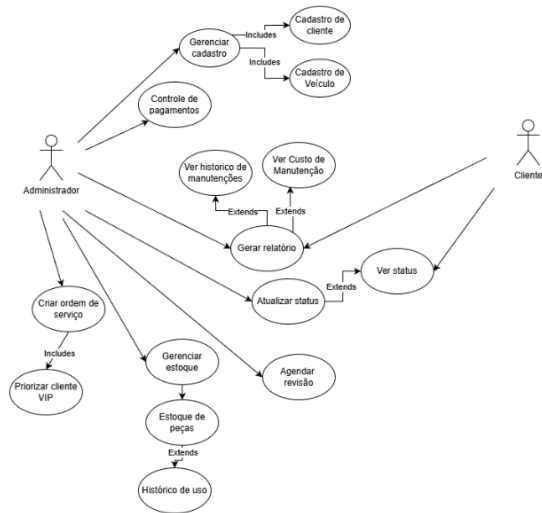 Cadastro de
cliente
Includes
Gerenciar
cadastro
Includes
Cadastro de
Veículo
Controle de
pagamentos
Administrador
Cliente
Ver historico de
manutenções
Ver Custo de
Manutenção
Extends
Extends
Gerar relatório
Ver status
Extends
Atualizar status
Criar ordem de
serviço
Includes
Priorizar cliente
VIP
Gerenciar
estoque
Agendar
revisão
Estoque de
peças
Extends
Histórico de uso